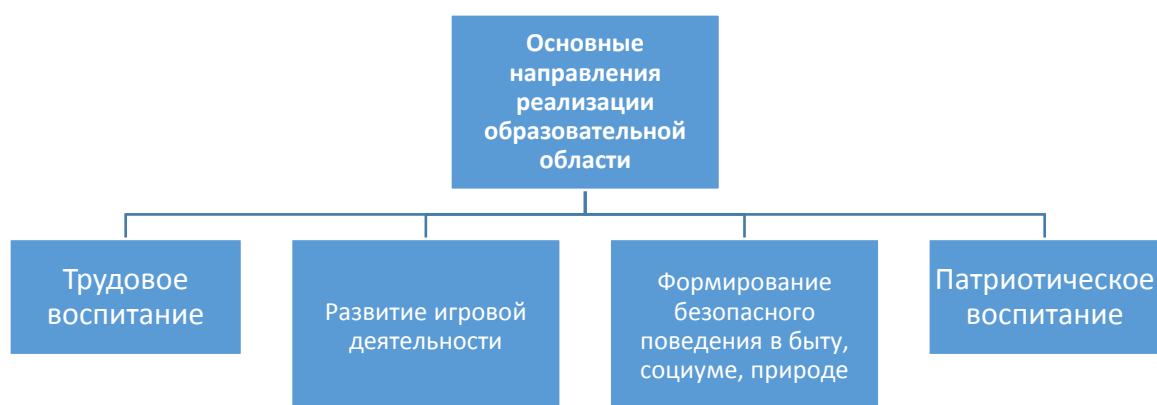 Основные
направления
реализации
образовательной
области
Трудовое
воспитание
Развитие игровой
деятельности
Формирование
безопасного
поведения в быту,
социуме, природе
Патриотическое
воспитание